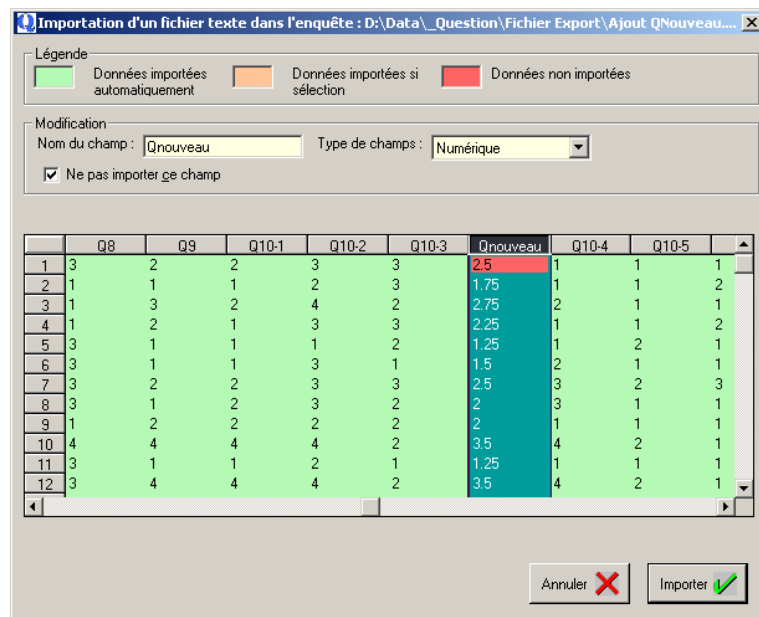 Importation d'un fichier texte dans l'enquête : D:\Data\_Question\Fichier Export\Ajout QNouveau....
Légende
Données importées automatiquement
Données importées si sélection
Données non importées
Modification
Nom du champ : Qnouveau Type de champs : Numérique
Ne pas importer ce champ
Q8 Q9 Q10-1 Q10-2 Q10-3 Qnouveau Q10-4 Q10-5
1 3 2 2 3 3 2.5 1 1 1
2 1 1 1 2 3 1.75 1 1 2
3 1 3 2 4 2 2.75 2 1 1
4 1 2 1 3 3 2.25 1 1 2
5 3 1 1 1 2 1.25 1 2 1
6 3 1 1 3 1 1.5 2 1 1
7 3 2 2 3 3 2.5 3 2 3
8 3 1 2 3 2 2 3 1 1
9 1 2 2 2 2 2 1 1 1
10 4 4 4 4 2 3.5 4 2 1
11 3 1 1 2 1 1.25 1 1 1
12 3 4 4 4 2 3.5 4 2 1
Annuler Importer